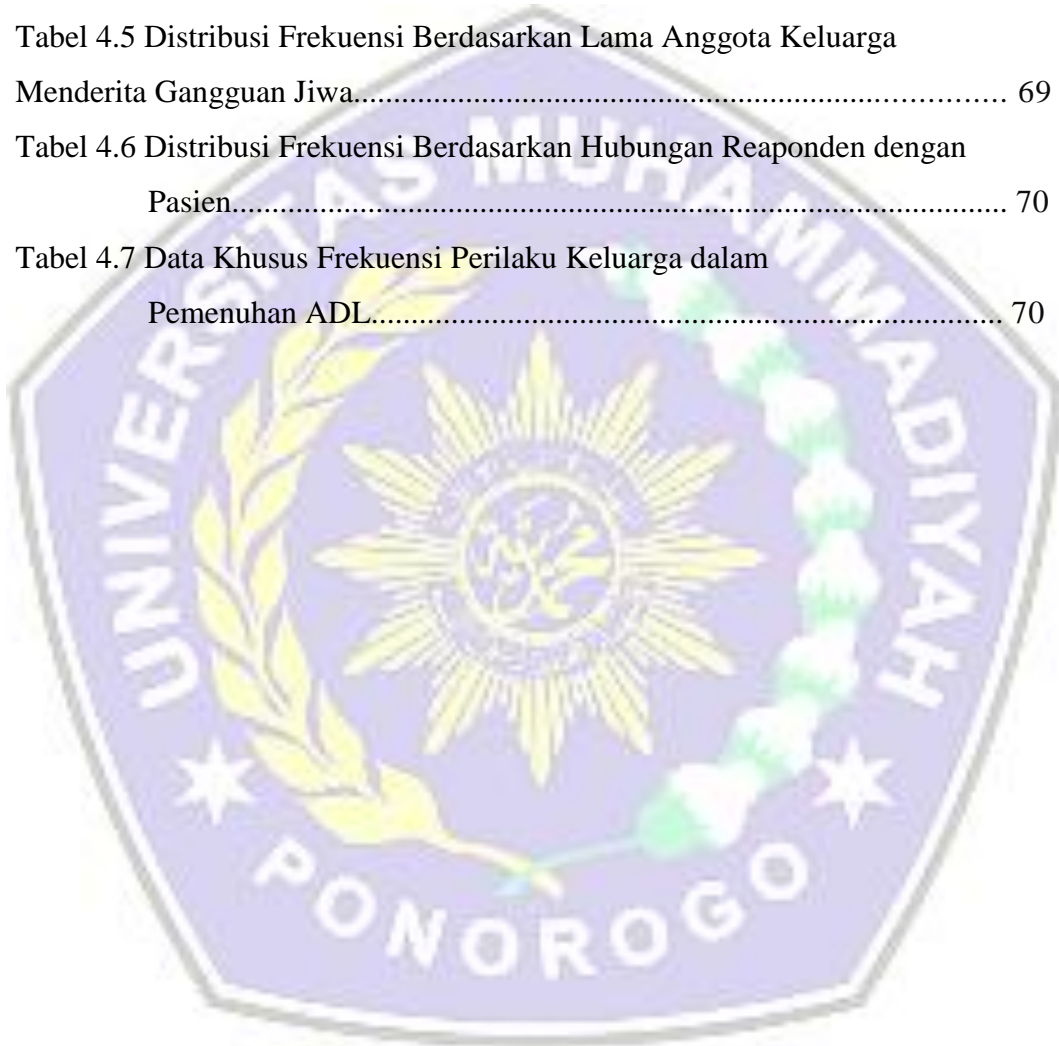 Tabel 4.5 Distribusi Frekuensi Berdasarkan Lama Anggota Keluarga
Menderita Gangguan Jiwa................................................................................ 69
Tabel 4.6 Distribusi Frekuensi Berdasarkan Hubungan Reaponden dengan
Pasien................................................................................................ 70
Tabel 4.7 Data Khusus Frekuensi Perilaku Keluarga dalam
Pemenuhan ADL.............................................................................. 70
UNIVERSITAS MUHAMMADIYAH
PONOROGO